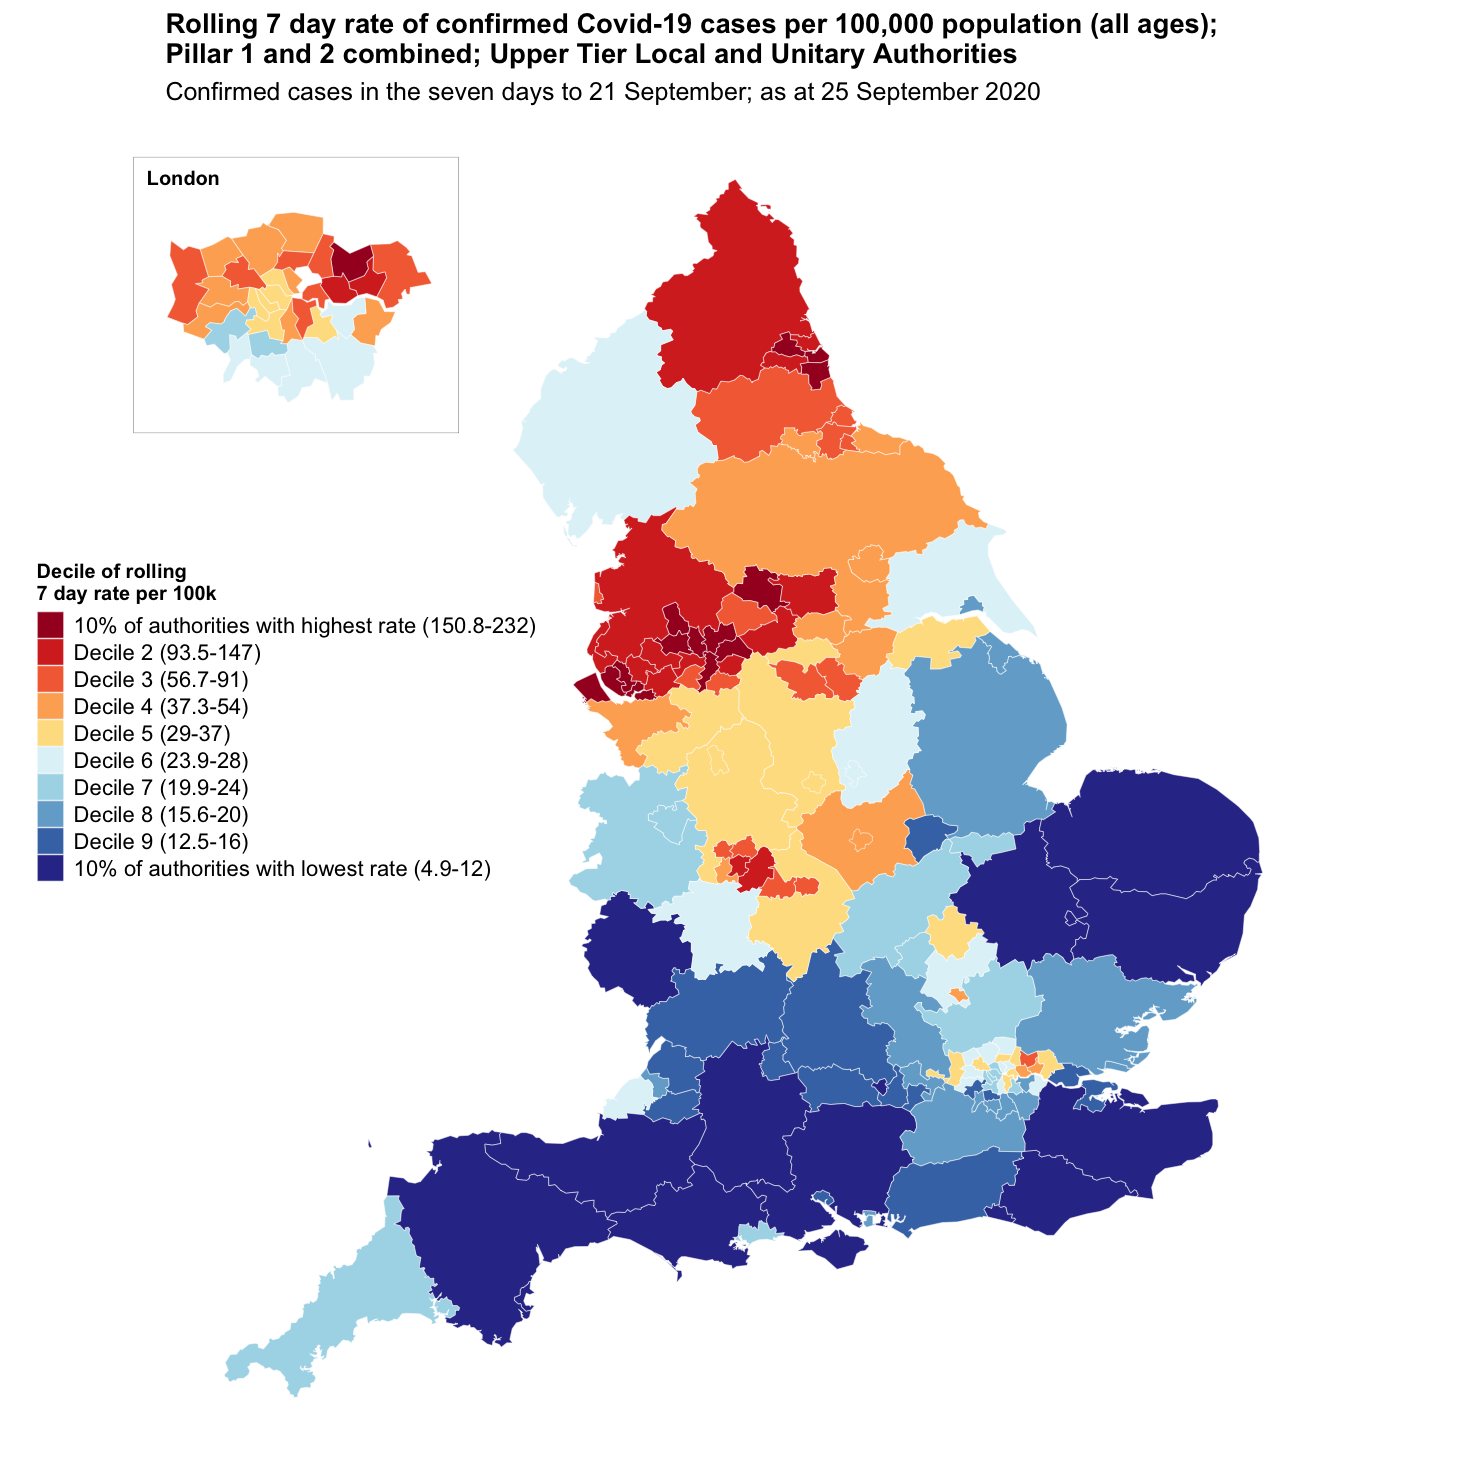 Rolling 7 day rate of confirmed Covid-19 cases per 100,000 population (all ages);
Pillar 1 and 2 combined; Upper Tier Local and Unitary Authorities
Confirmed cases in the seven days to 21 September; as at 25 September 2020
London
Decile of rolling
7 day rate per 100k
10% of authorities with highest rate (150.8-232)
Decile 2 (93.5-147)
Decile 3 (56.7-91)
Decile 4 (37.3-54)
Decile 5 (29-37)
Decile 6 (23.9-28)
Decile 7 (19.9-24)
Decile 8 (15.6-20)
Decile 9 (12.5-16)
10% of authorities with lowest rate (4.9-12)